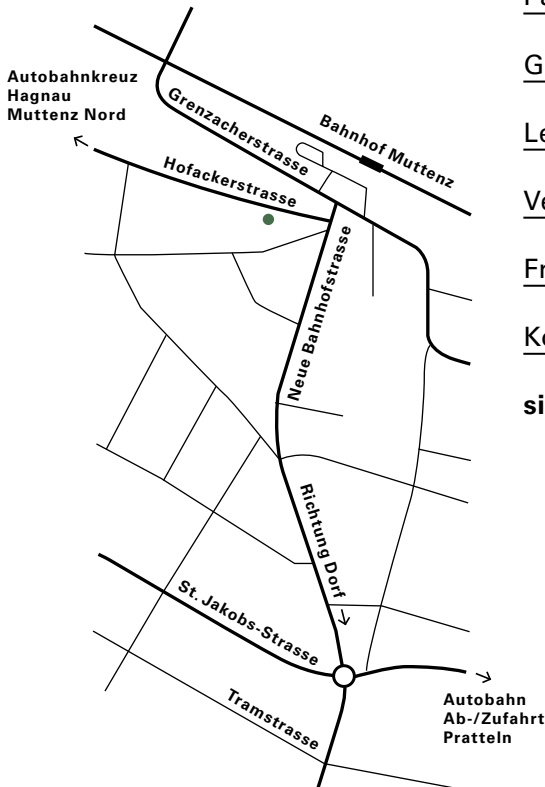 Autobahnkreuz
Hagnau
Muttenz Nord
Grenzacherstrasse
Bahnhof Muttenz
Hofackerstrasse
Neue Bahnhofstrasse
Richtung Dorf
St. Jakobs-Strasse
Tramstrasse
Autobahn
Ab-/Zufahrt
Pratteln
G
Le
Ve
Fr
si